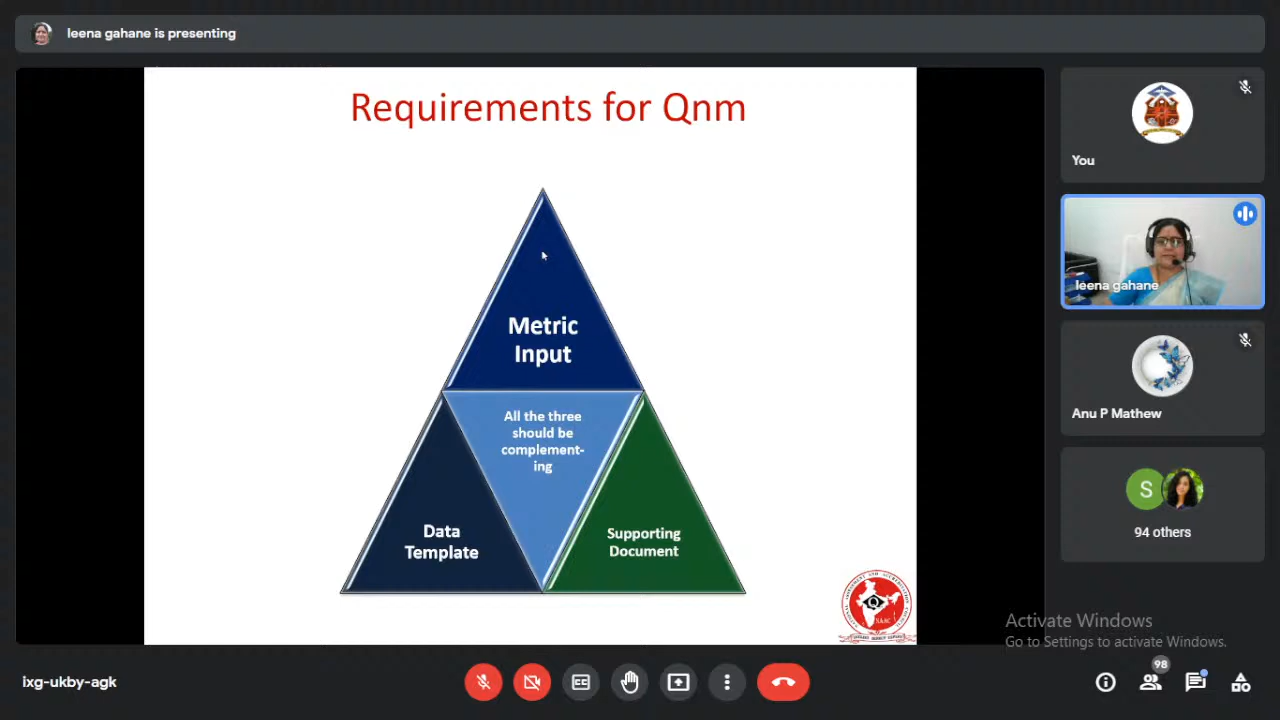 leena gahane is presenting
Requirements for Qnm
Metric
Input
All the three
should be
complement-
ing
Data
Template
Supporting
Document
NAAC
You
leena gahane
Anu P Mathew
S
94 others
Activate Windows
Go to Settings to activate Windows.
ixg-ukby-agk
CC
98